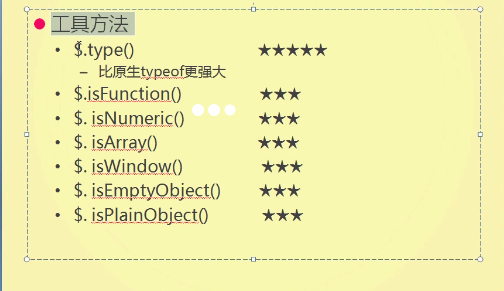 工具方法
$.type() ★★★★★
– 比原生typeof更强大
$.isFunction() ★★★
$. isNumeric() ★★★
$. isArray() ★★★
$. isWindow() ★★★
$. isEmptyObject() ★★★
$. isPlainObject() ★★★